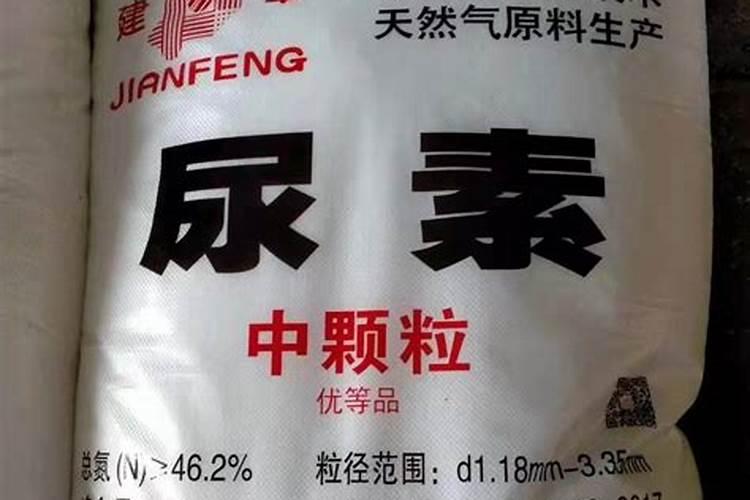 建
天然气原料生产
JIANFENG
尿素
中颗粒
优等品
总氮(N)≥46.2% 粒径范围：d1.18mm-3.35mm